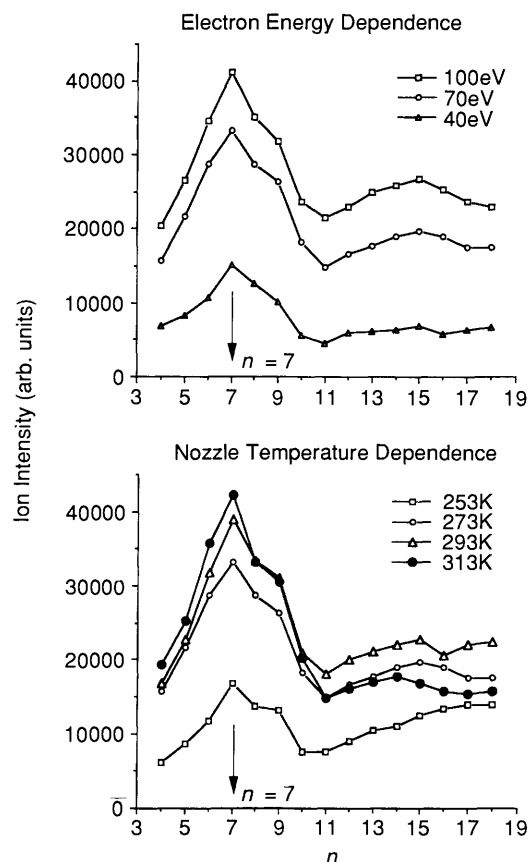 Electron Energy Dependence
40000
30000
20000
10000
0
100eV
70eV
40eV
n = 7
3 5 7 9 11 13 15 17 19
Ion Intensity (arb. units)
Nozzle Temperature Dependence
40000
30000
20000
10000
0
253K
273K
293K
313K
n = 7
3 5 7 9 11 13 15 17 19
n